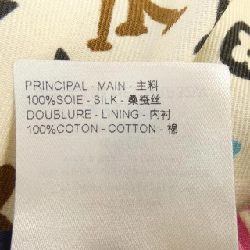 PRINCIPAL - MAIN - 主料
100%SOIE - SILK - 桑蚕丝
DOUBLURE - LINING - 内衬
100%COTON - COTTON - 棉